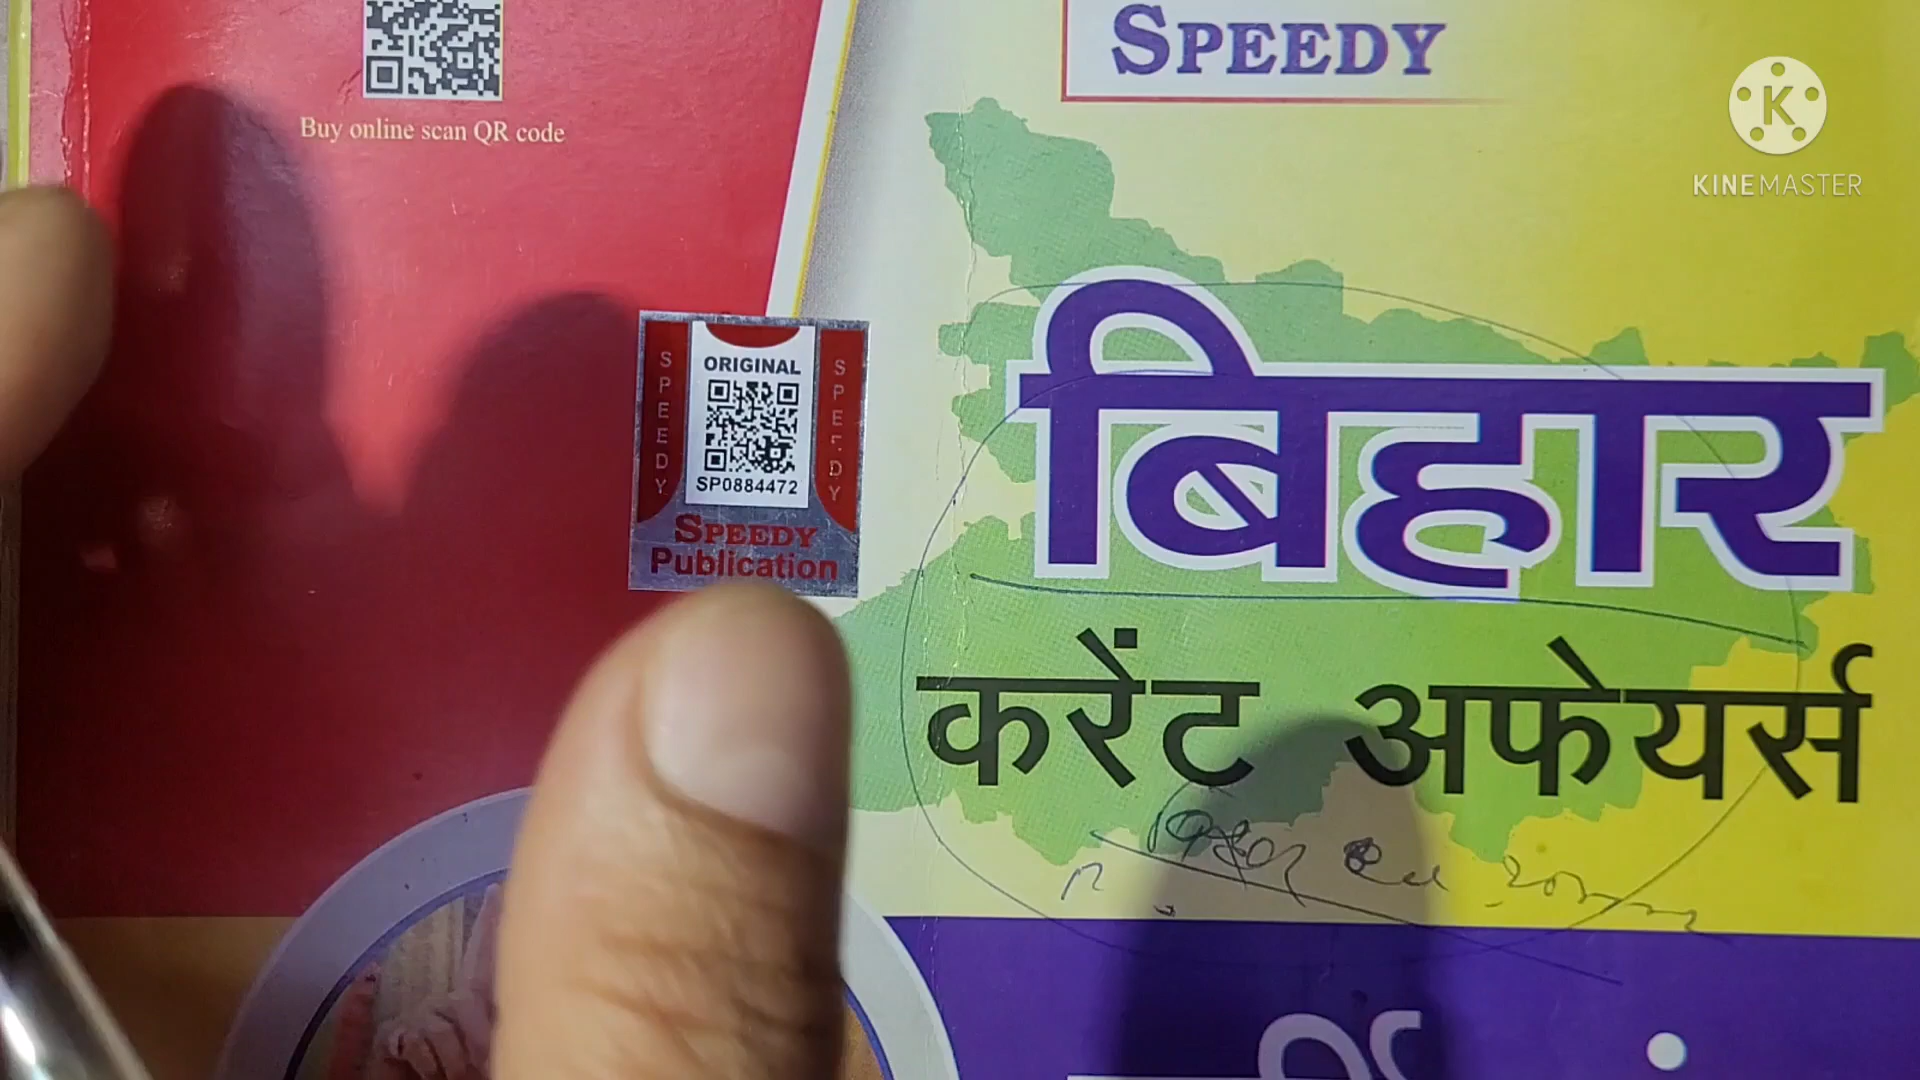 Buy online scan QR code
SPEEDY
KINEMASTER
SPEEDY
ORIGINAL
SPEEDY
SP0884472
SPEEDY
Publication
बिहार
करेंट अफेयर्स